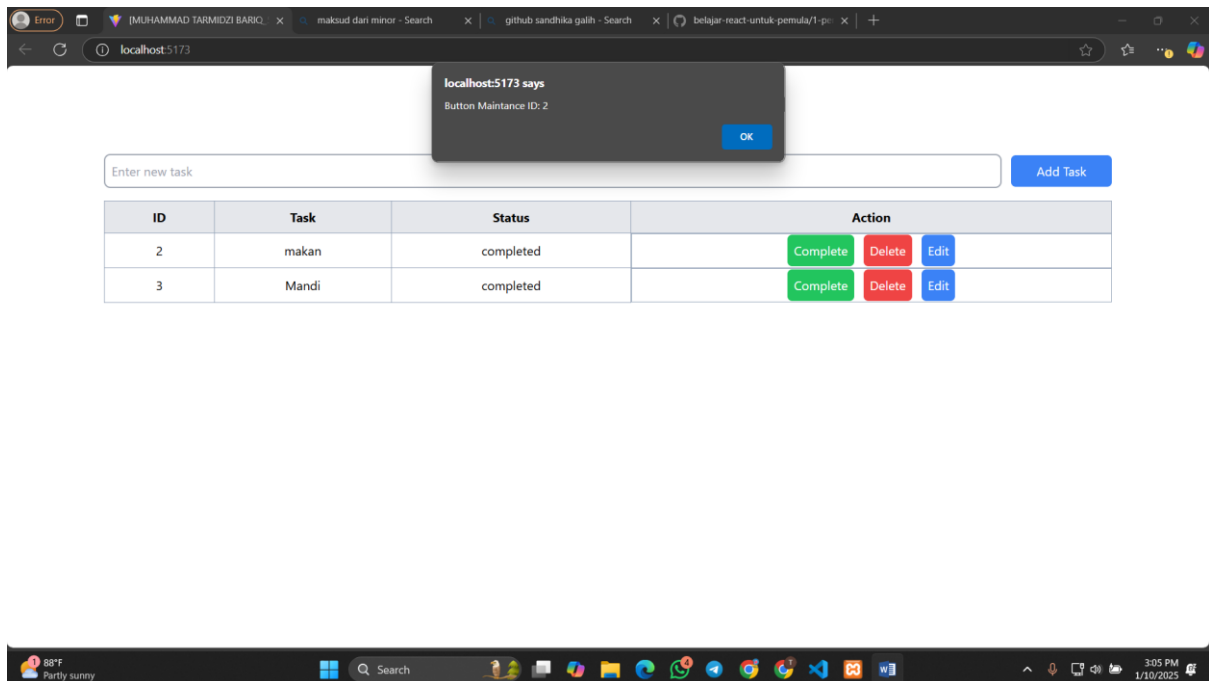 Error
[MUHAMMAD TARMIDZI BARIQ_
maksud dari minor - Search
github sandhika galih - Search
belajar-react-untuk-pemula/1-pe
localhost:5173
localhost:5173 says
Button Maintance ID: 2
OK
Enter new task
Add Task
ID Task Status Action
2 makan completed Complete Delete Edit
3 Mandi completed Complete Delete Edit
1
88°F
Partly sunny
Search
4
3:05 PM
1/10/2025